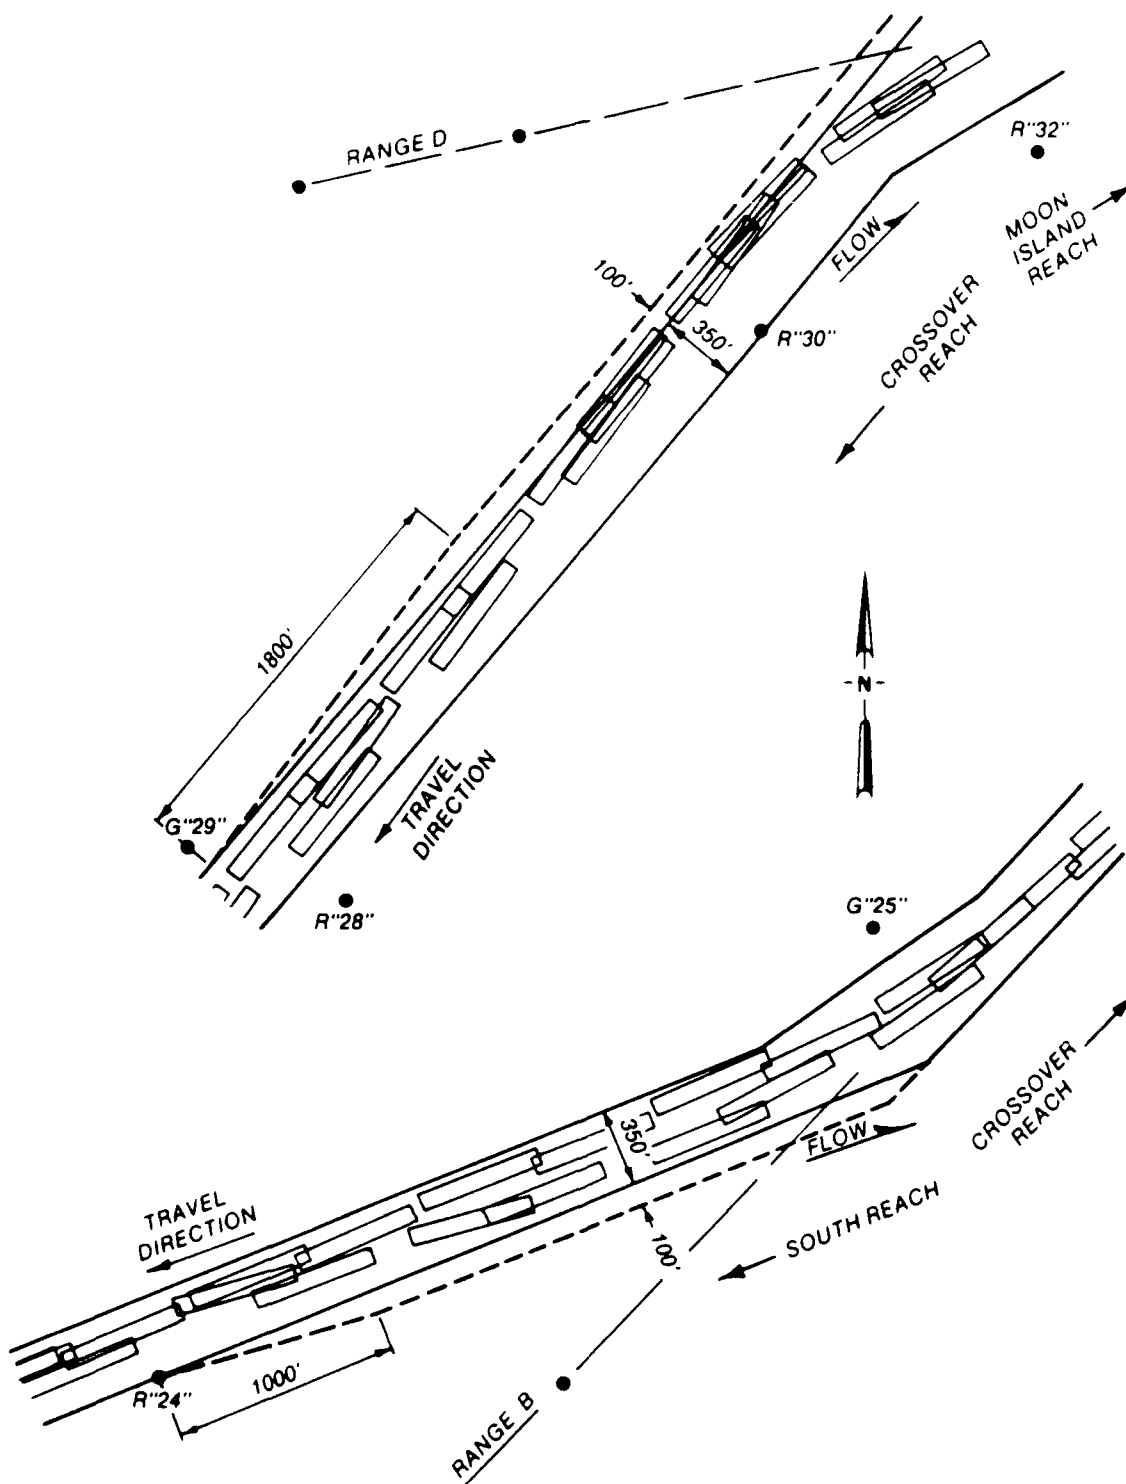 RANGE D
R"32"
MOON
ISLAND
REACH
FLOW
100'
350'
R"30"
CROSSOVER
REACH
1800'
-N-
TRAVEL
DIRECTION
G"29"
R"28"
G"25"
CROSSOVER
REACH
350'
FLOW
TRAVEL
DIRECTION
SOUTH REACH
100'
1000'
R"24"
RANGE B